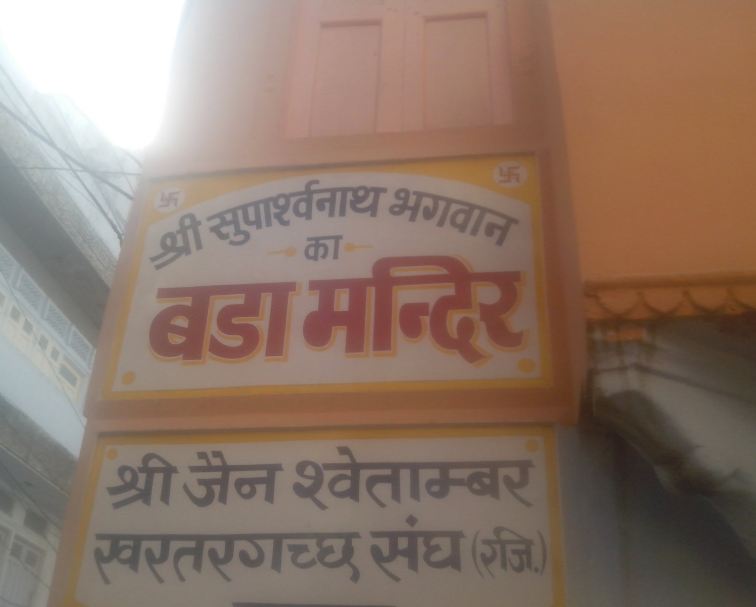 श्री सुपार्श्वनाथ भगवान
का
बडा मन्दिर
श्री जैन श्वेताम्बर
खरतरगच्छ संघ (रजि.)